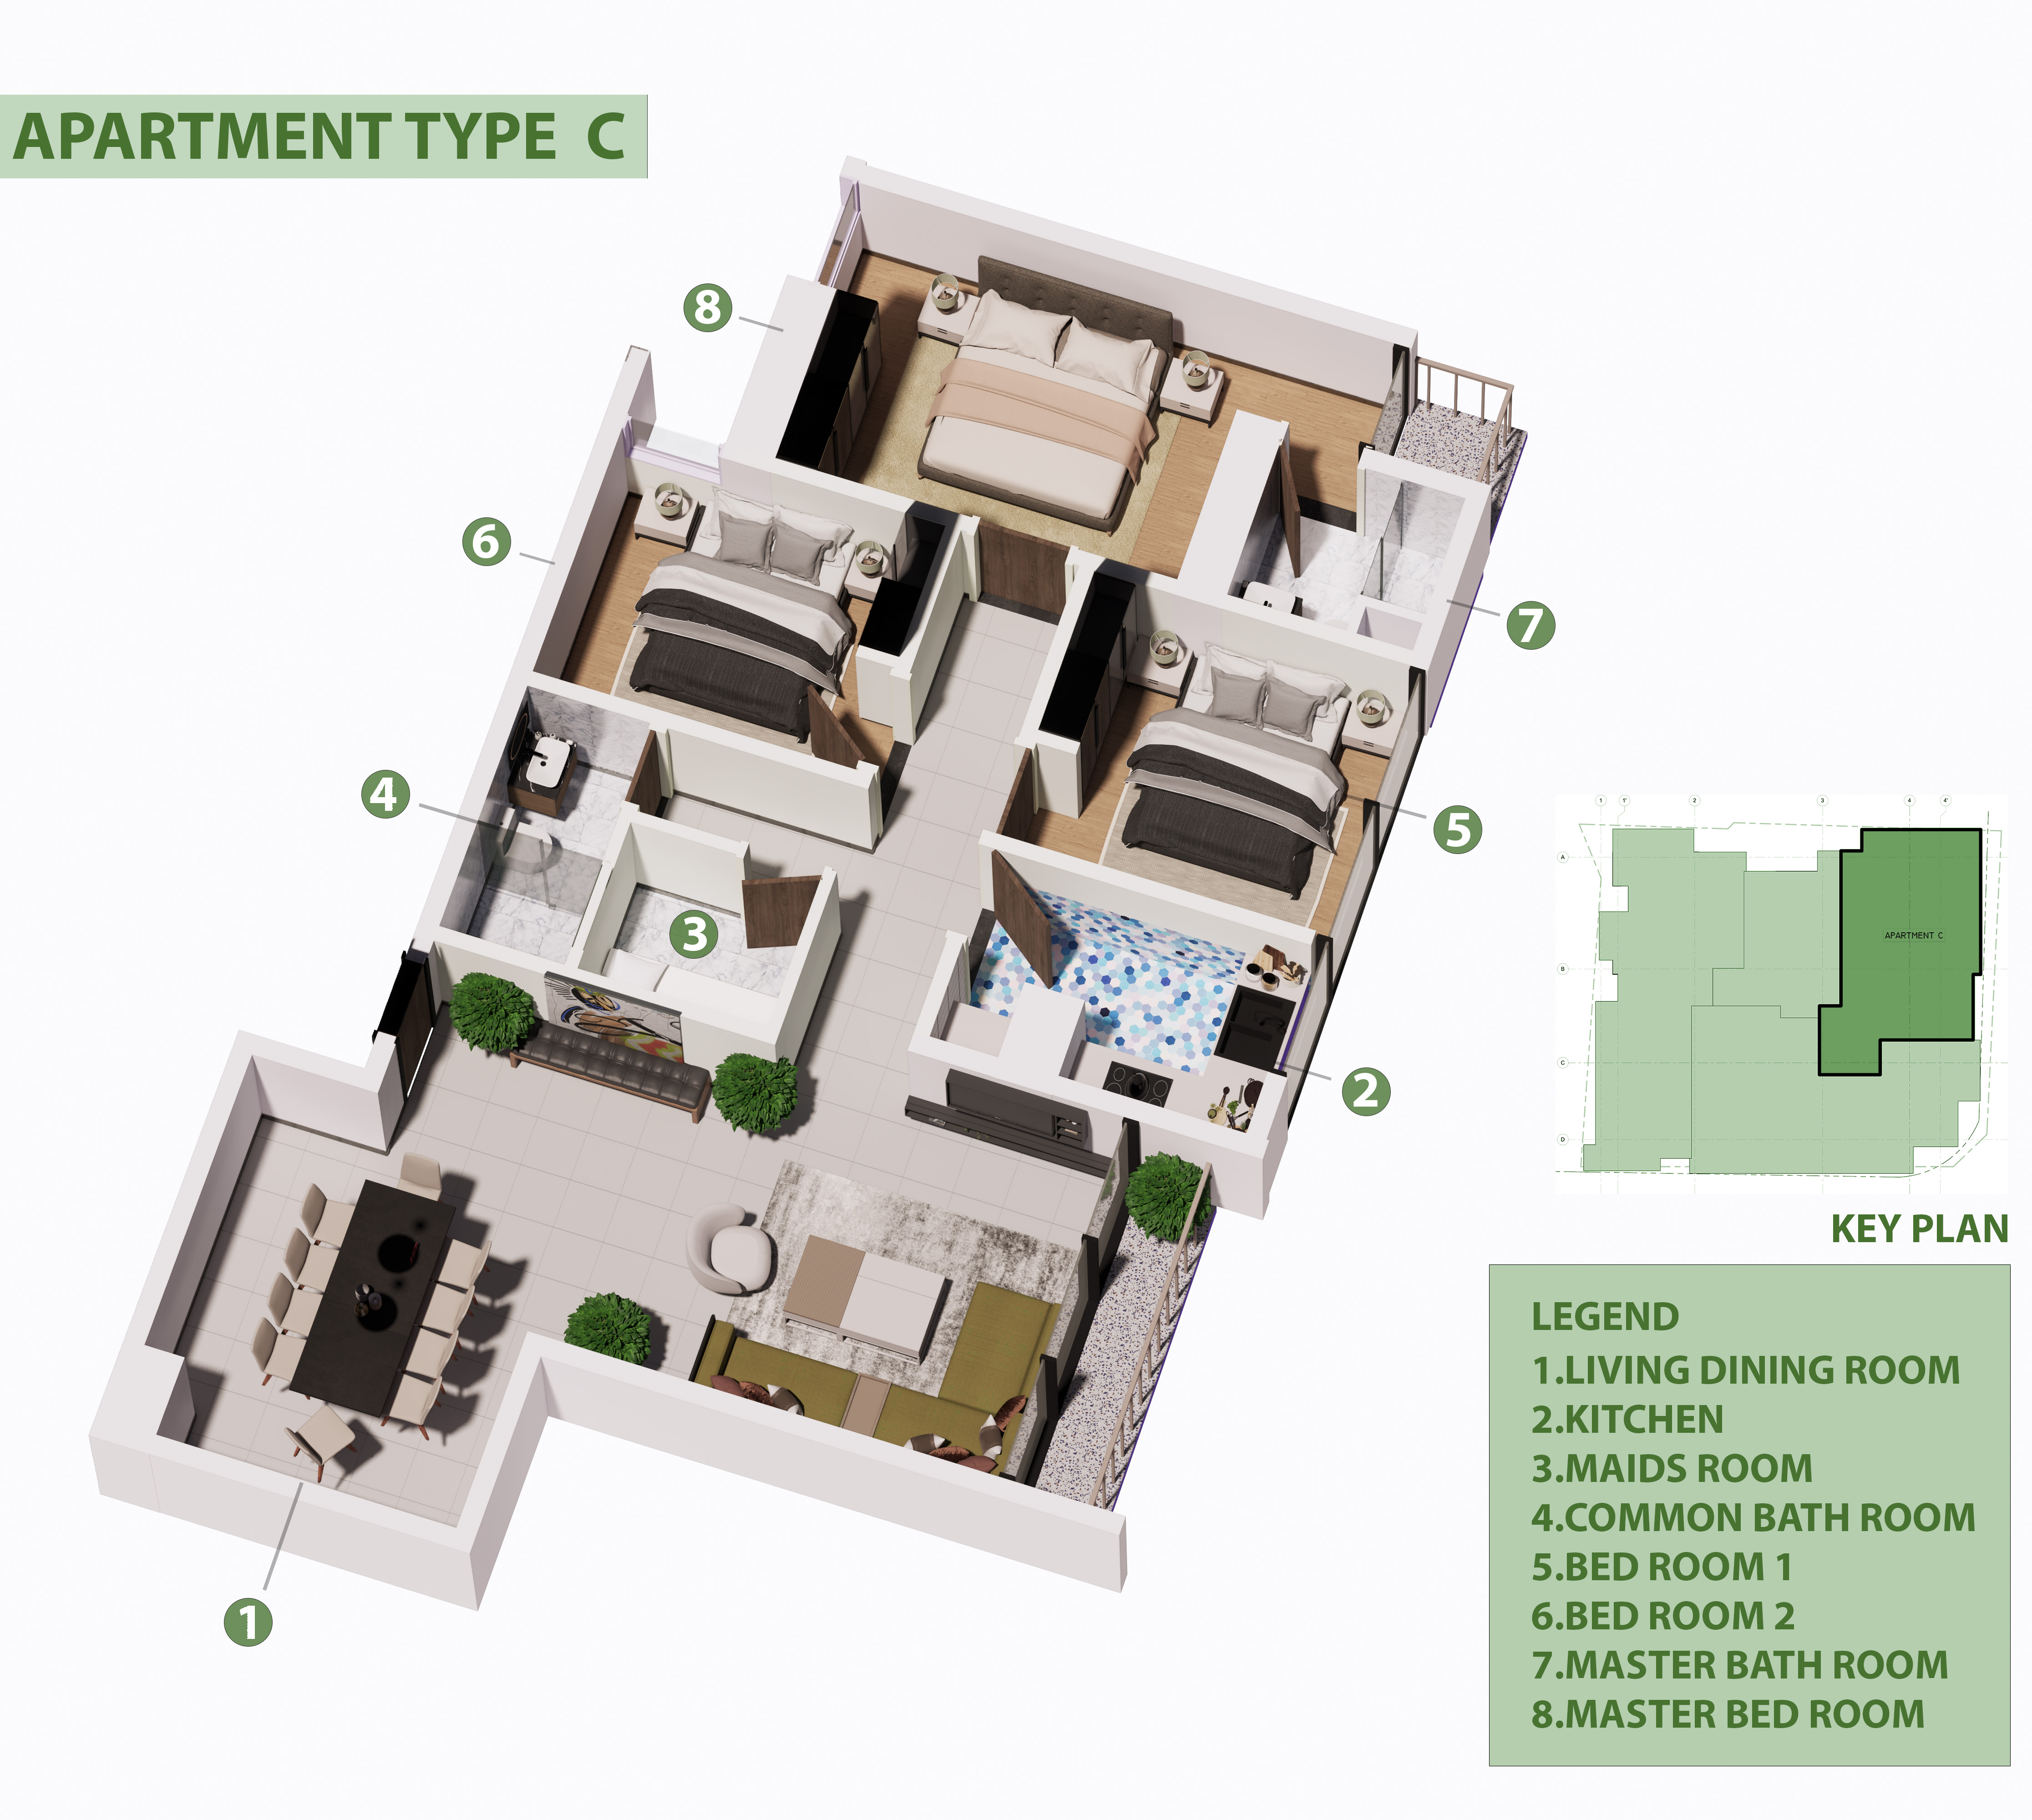 APARTMENT TYPE C
8
6
7
4
5
3
2
1
1 1' 2 3 4 4'
A
APARTMENT C
B
C
D
KEY PLAN
LEGEND
1.LIVING DINING ROOM
2.KITCHEN
3.MAIDS ROOM
4.COMMON BATH ROOM
5.BED ROOM 1
6.BED ROOM 2
7.MASTER BATH ROOM
8.MASTER BED ROOM